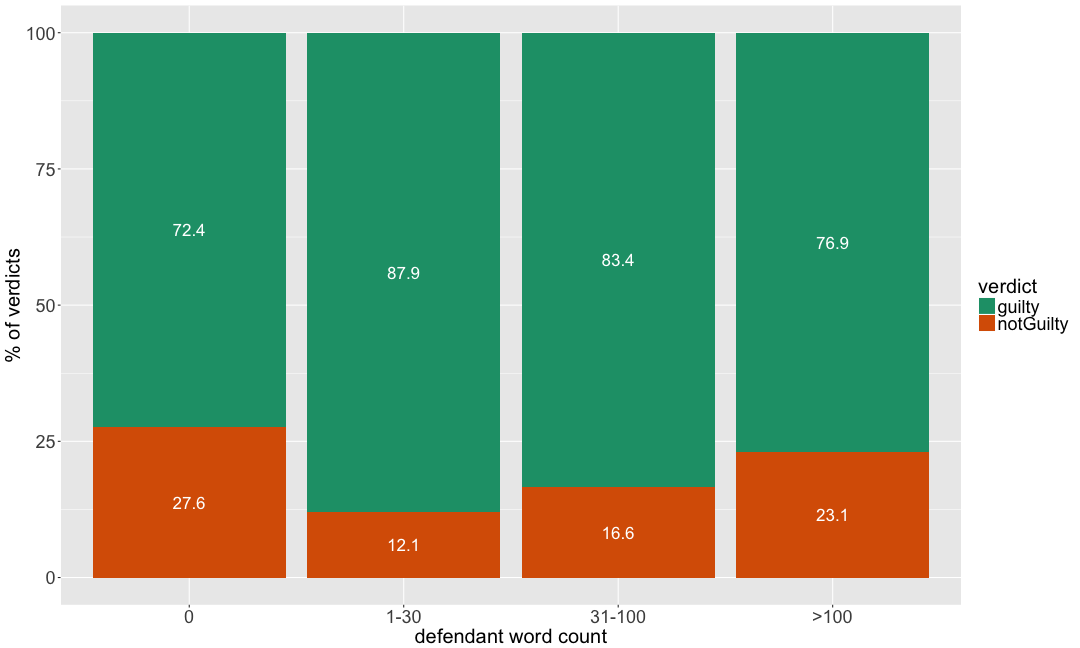 % of verdicts
100
75
50
25
0
72.4
87.9
83.4
76.9
27.6
12.1
16.6
23.1
0 1-30 31-100 >100
defendant word count
verdict
guilty
notGuilty